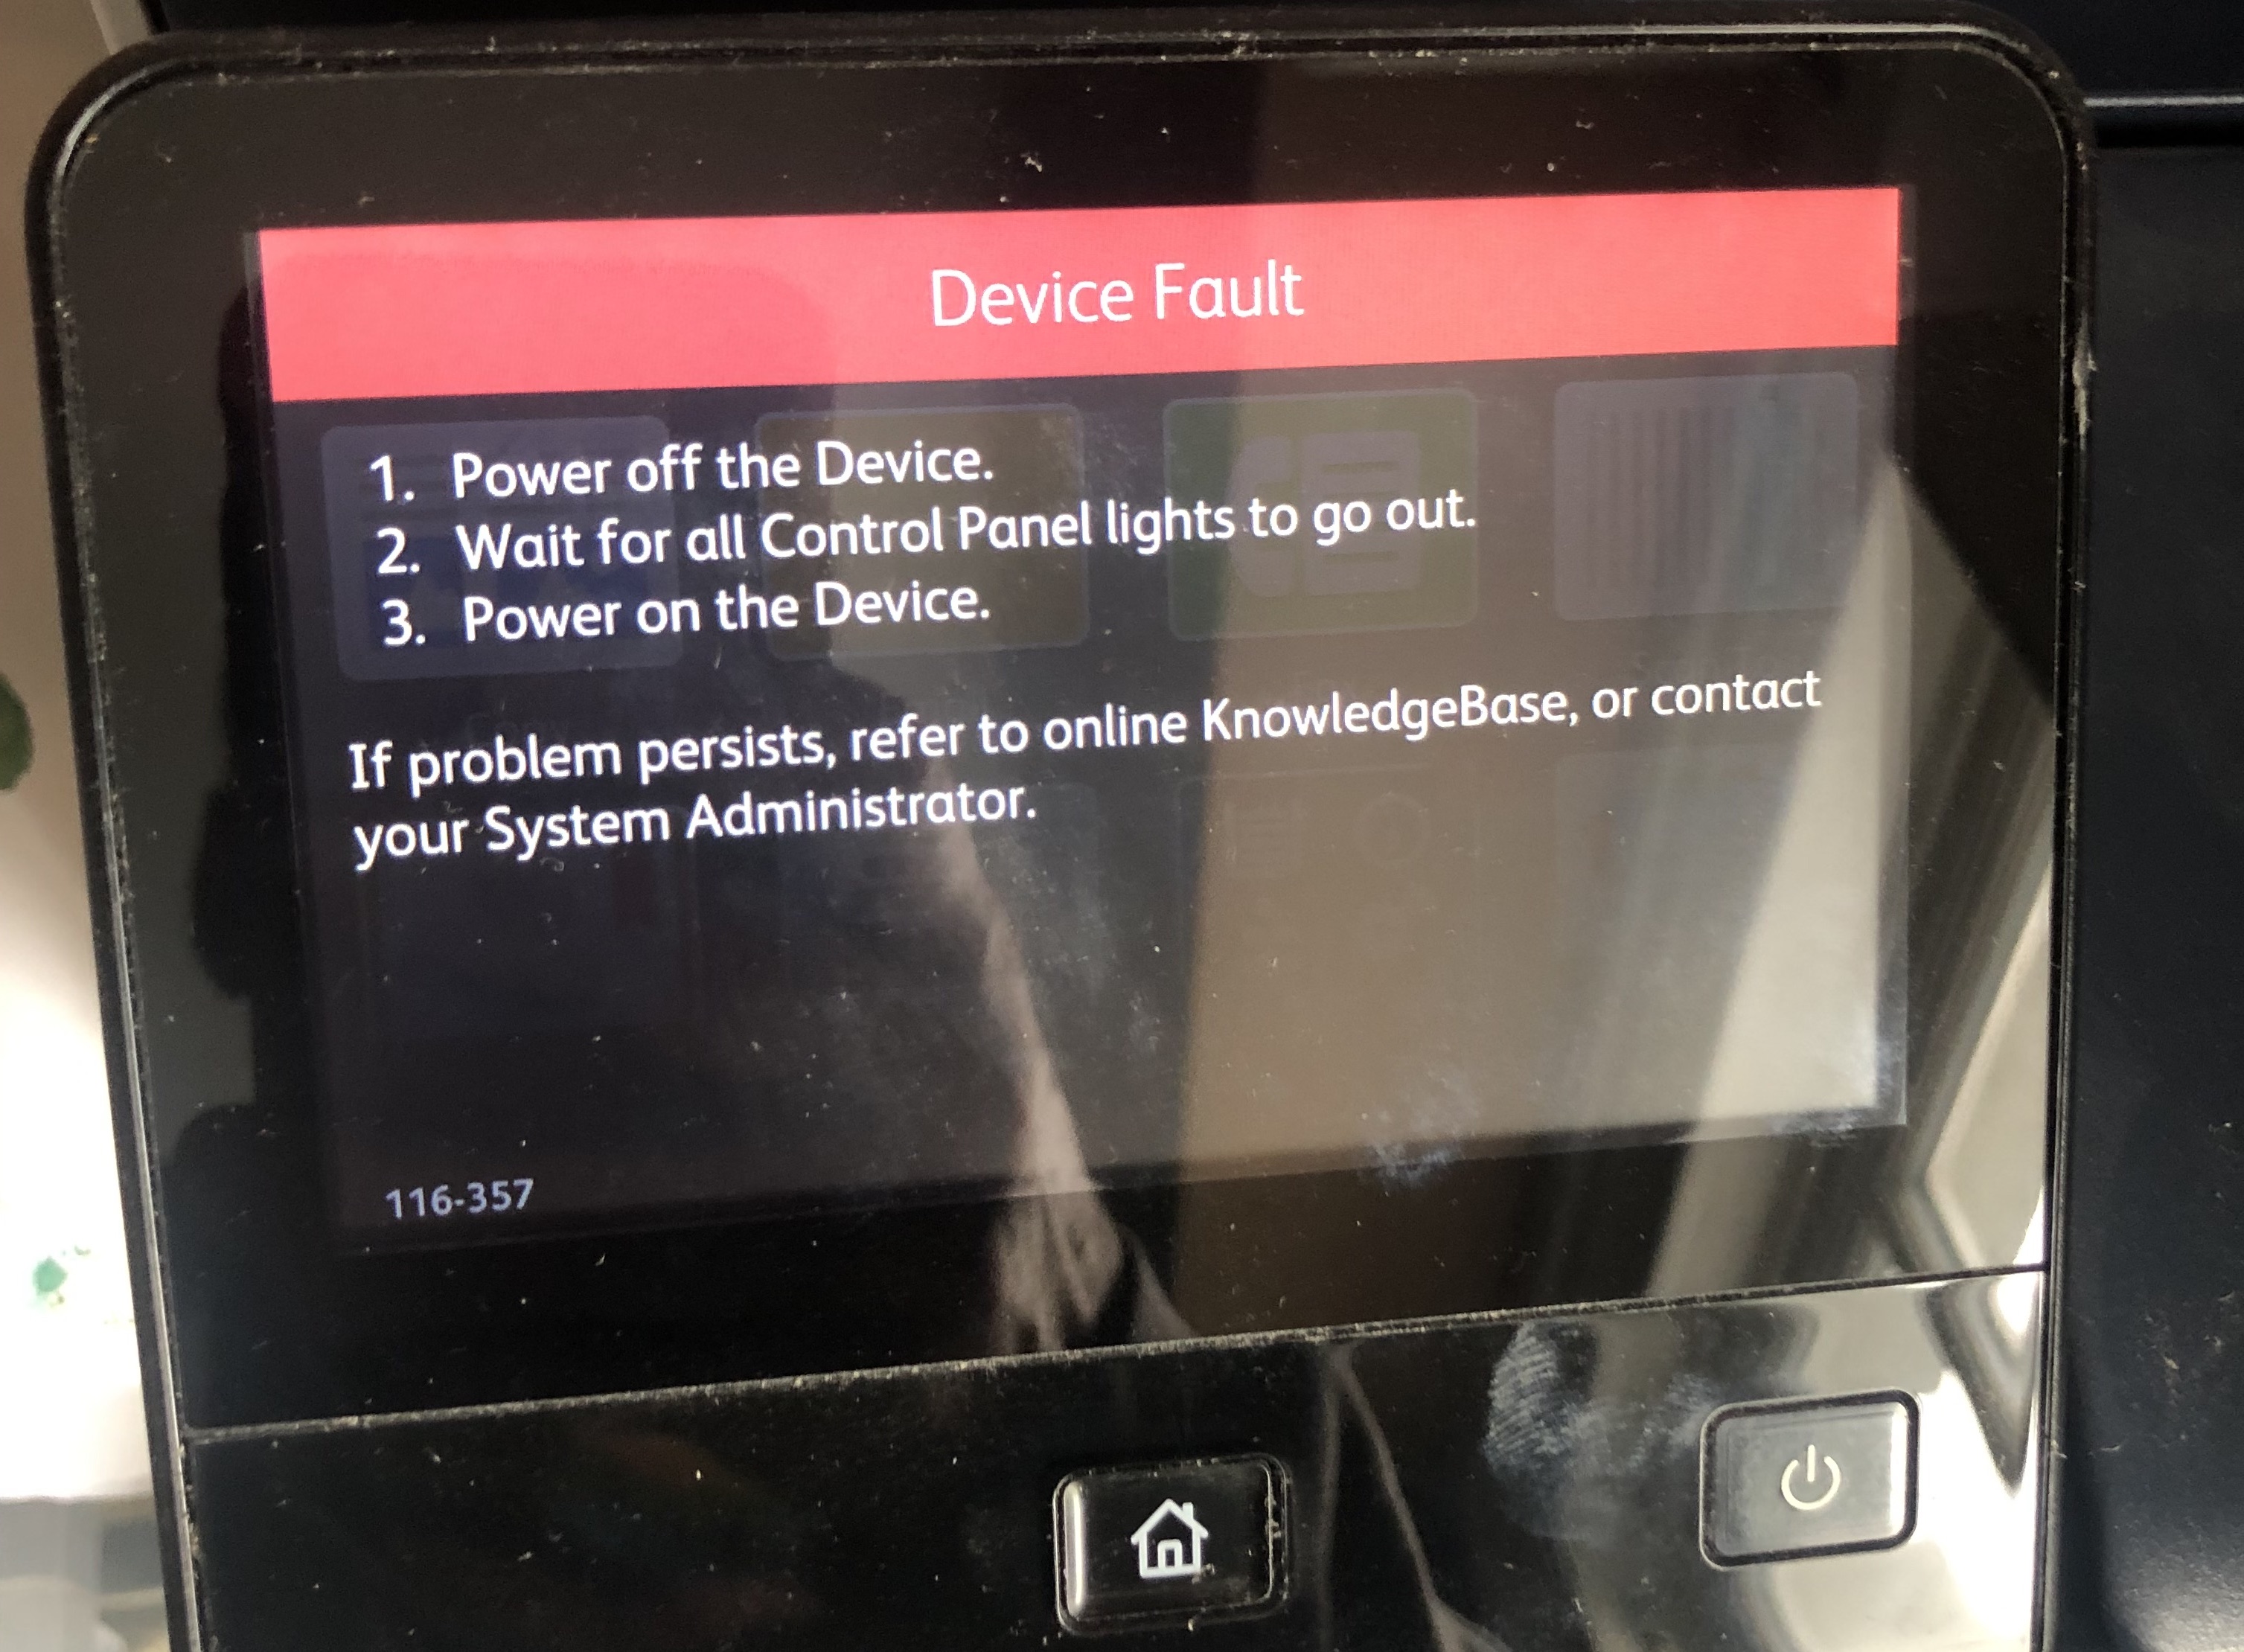 Device Fault
1. Power off the Device.
2. Wait for all Control Panel lights to go out.
3. Power on the Device.
If problem persists, refer to online KnowledgeBase, or contact
your System Administrator.
116-357